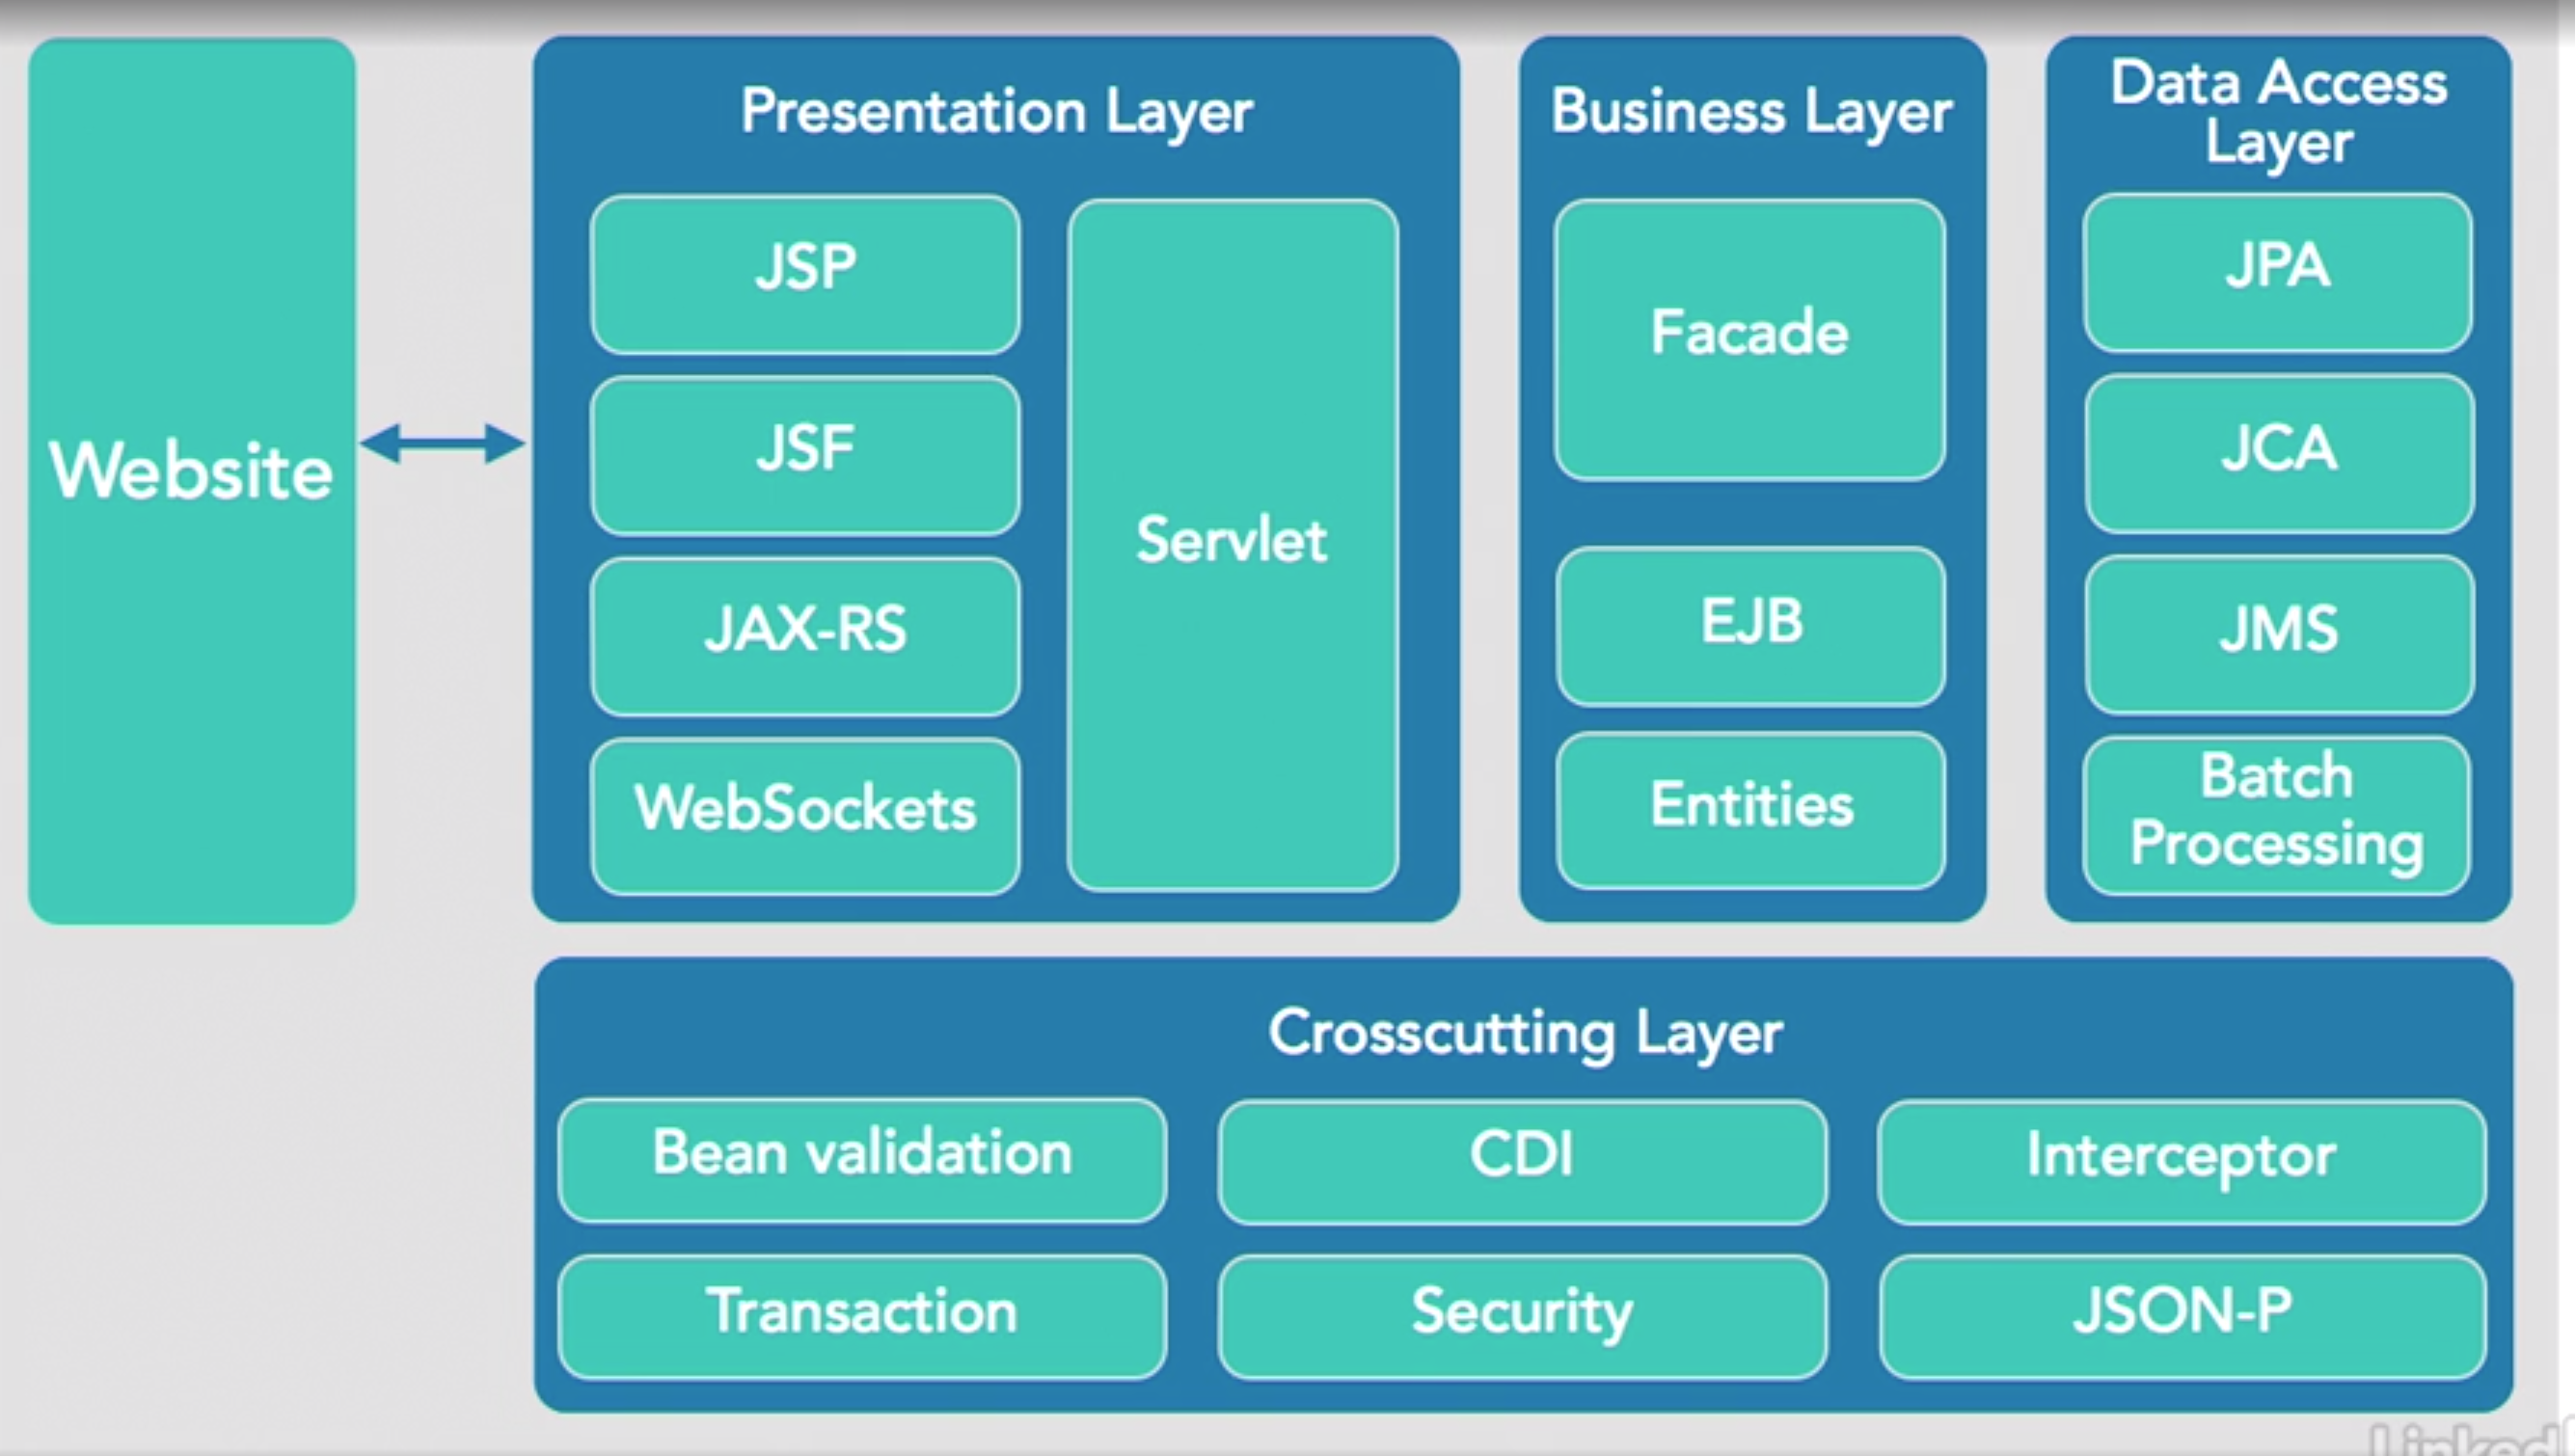 Website
Presentation Layer
JSP
JSF
JAX-RS
WebSockets
Servlet
Business Layer
Facade
EJB
Entities
Data Access
Layer
JPA
JCA
JMS
Batch
Processing
Crosscutting Layer
Bean validation
CDI
Interceptor
Transaction
Security
JSON-P